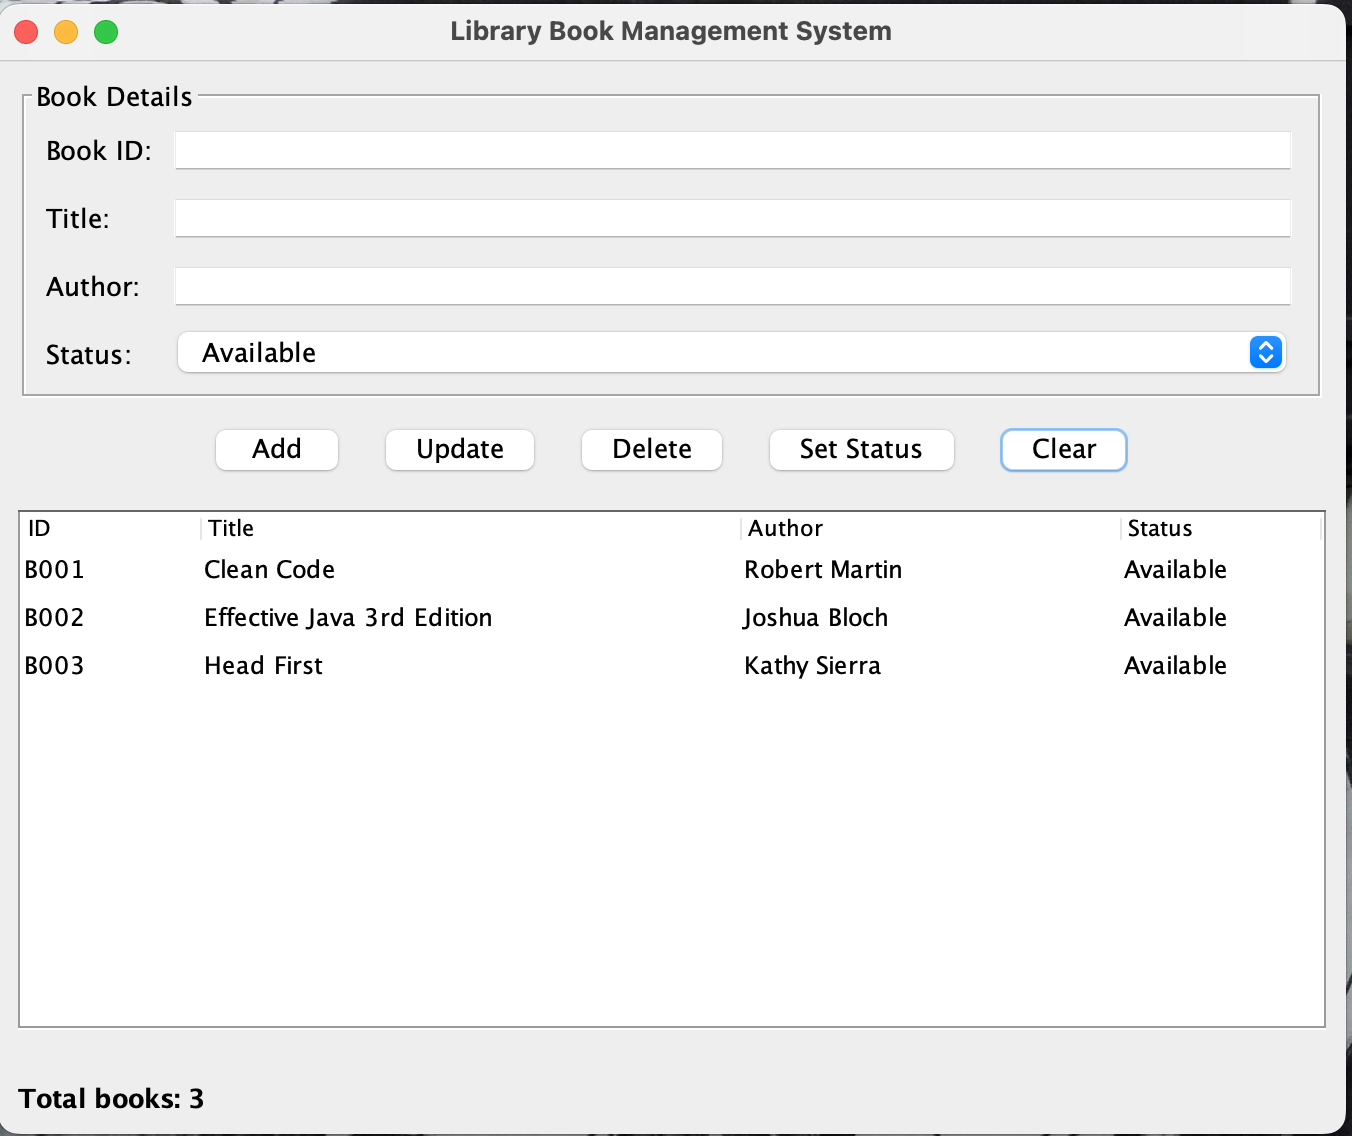 Library Book Management System
Book Details
Book ID:
Title:
Author:
Status: Available
Add Update Delete Set Status Clear
ID Title Author Status
B001 Clean Code Robert Martin Available
B002 Effective Java 3rd Edition Joshua Bloch Available
B003 Head First Kathy Sierra Available
Total books: 3